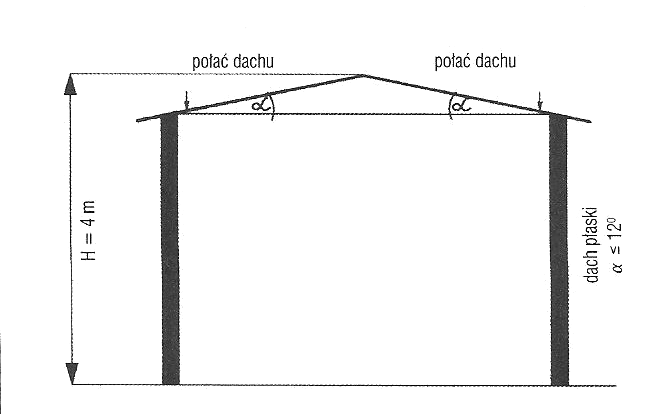 połać dachu
połać dachu
α
α
H = 4 m
dach płaski
α ≤ 12⁰